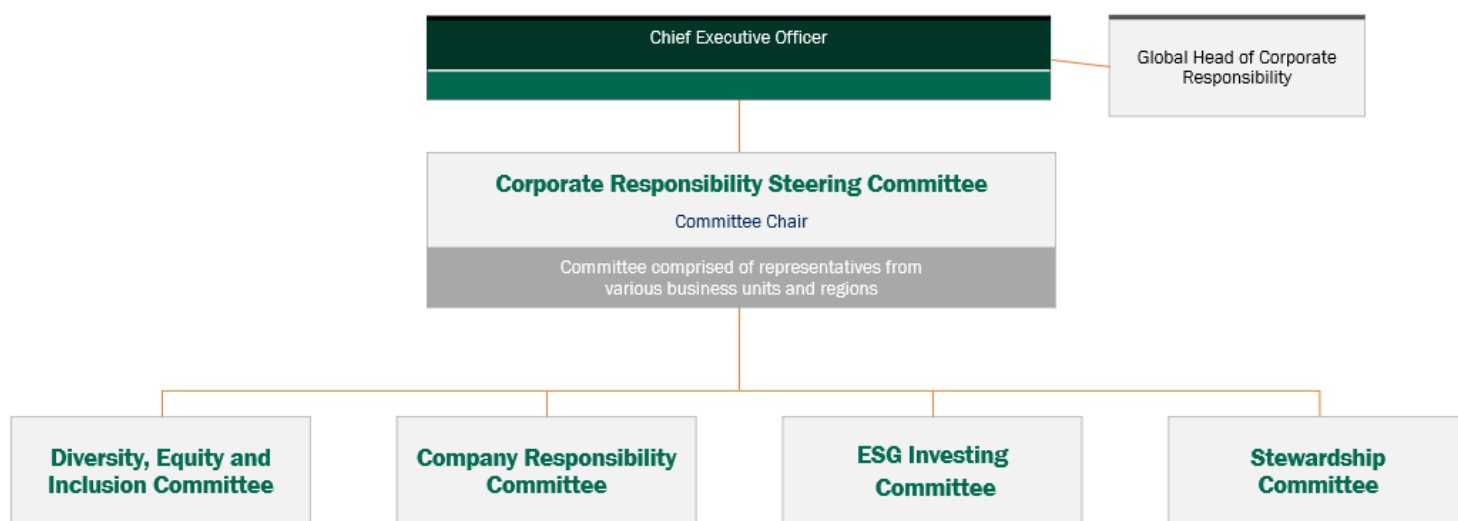 Chief Executive Officer
Global Head of Corporate
Responsibility
Corporate Responsibility Steering Committee
Committee Chair
Committee comprised of representatives from
various business units and regions
Diversity, Equity and
Inclusion Committee
Company Responsibility
Committee
ESG Investing
Committee
Stewardship
Committee